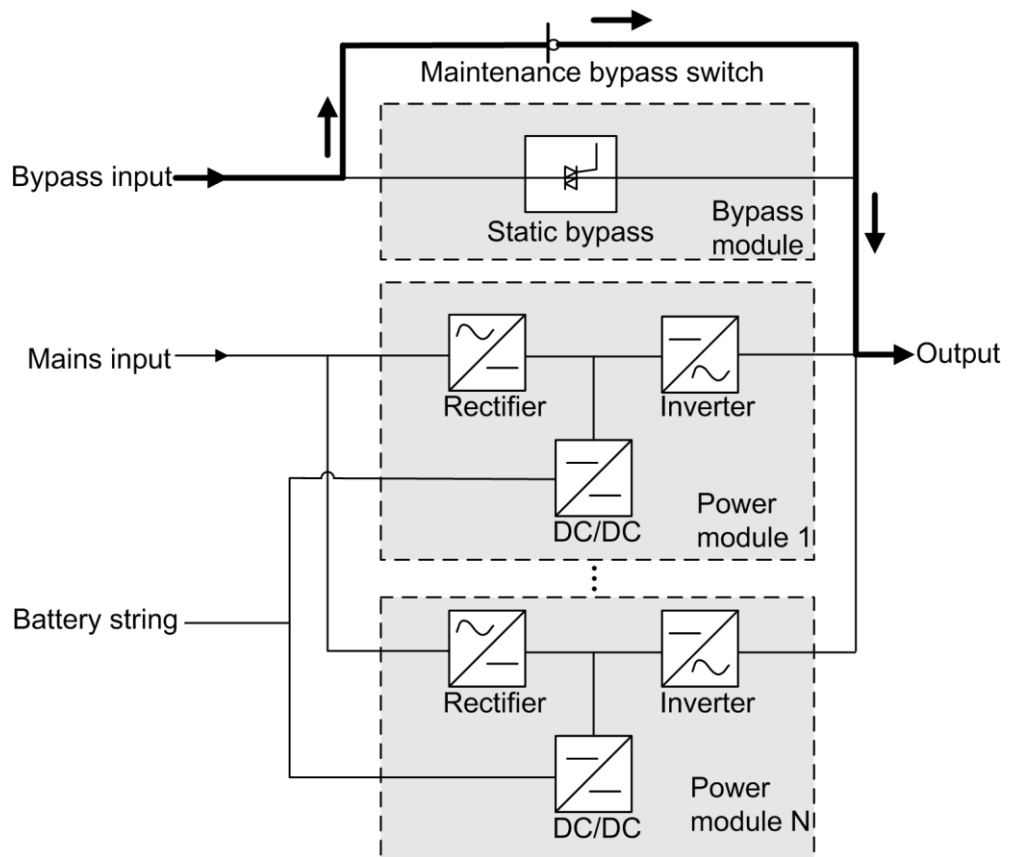 Maintenance bypass switch
Bypass input
Static bypass
Bypass
module
Mains input
Rectifier
Inverter
Output
DC/DC
Power
module 1
Battery string
Rectifier
Inverter
DC/DC
Power
module N